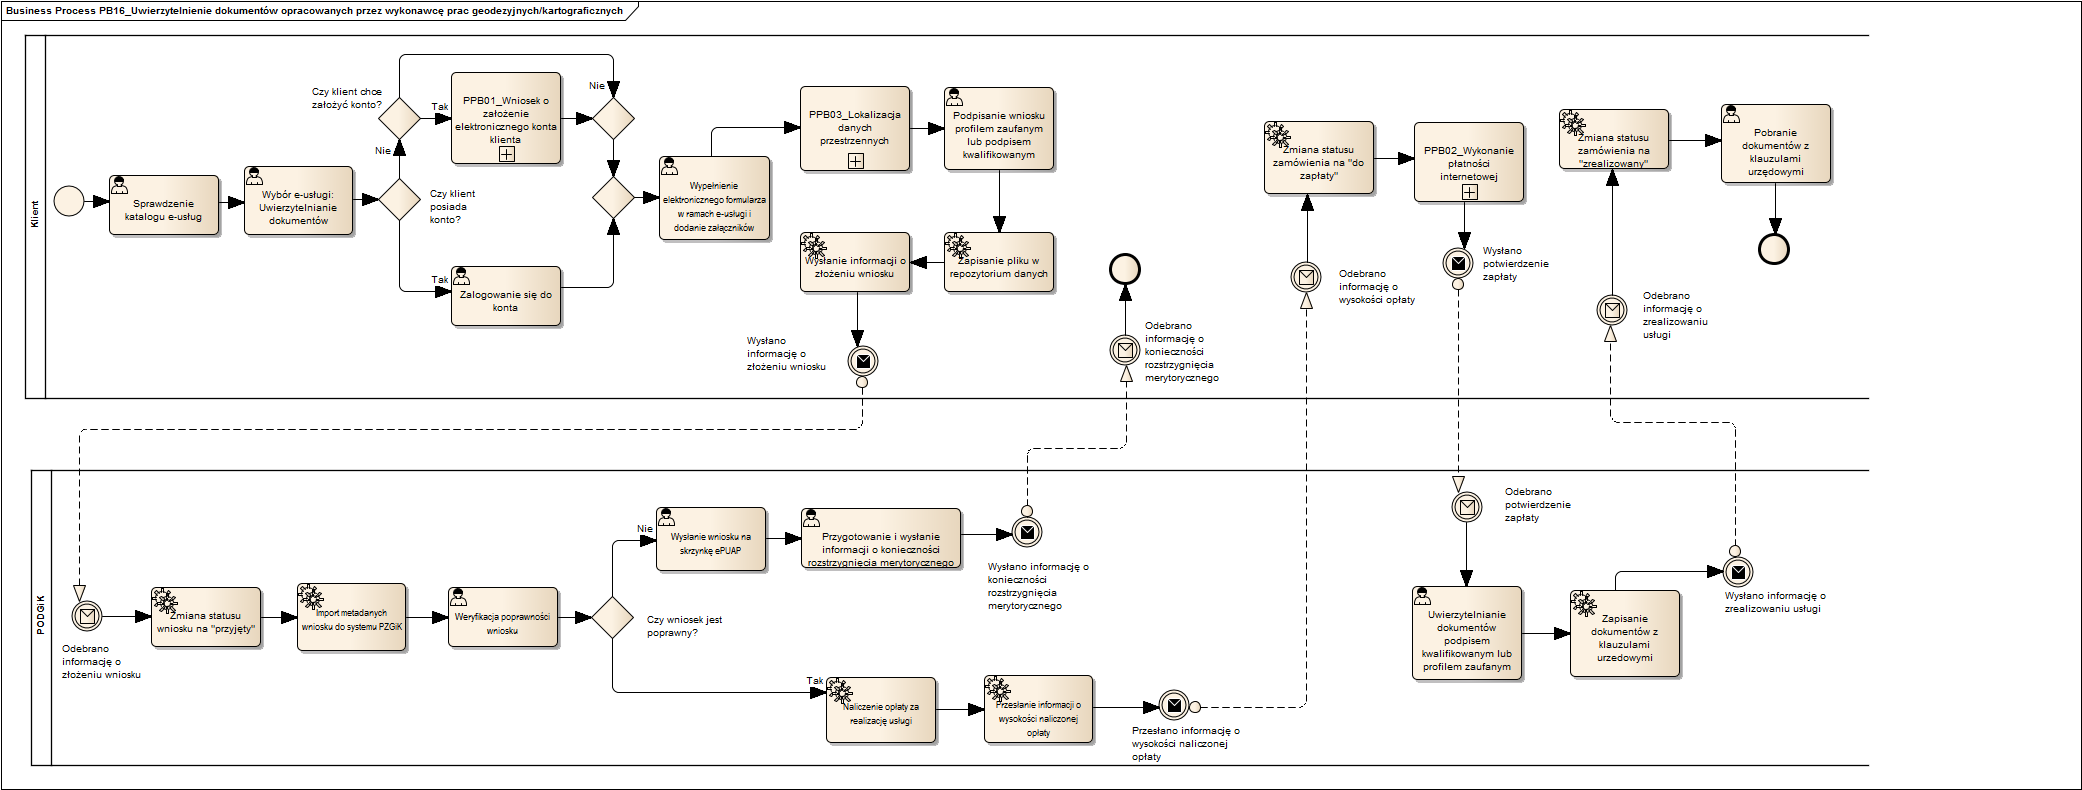 Business Process PB16_Uwierzytelnienie dokumentów opracowanych przez wykonawcę prac geodezyjnych/kartograficznych
Klient
Sprawdzenie
katalogu e-usług
Wybór e-usługi:
Uwierzytelnianie
dokumentów
Czy klient chce
założyć konto?
Tak
Nie
Czy klient
posiada
konto?
Tak
PPB01_Wniosek o
założenie
elektronicznego konta
klienta
Nie
Zalogowanie się do
konta
Wypełnienie
elektronicznego formularza
w ramach e-usługi i
dodanie załączników
PPB03_Lokalizacja
danych
przestrzennych
Podpisanie wniosku
profilem zaufanym
lub podpisem
kwalifikowanym
Zapisanie pliku w
repozytorium danych
Wysłanie informacji o
złożeniu wniosku
Wysłano
informację o
złożeniu wniosku
Odebrano
informację o
konieczności
rozstrzygnięcia
merytorycznego
Zmiana statusu
zamówienia na "do
zapłaty"
Odebrano
informację o
wysokości opłaty
PPB02_Wykonanie
płatności
internetowej
Wysłano
potwierdzenie
zapłaty
Zmiana statusu
zamówienia na
"zrealizowany"
Odebrano
informację o
zrealizowaniu
usługi
Pobranie
dokumentów z
klauzulami
urzędowymi
PODGiK
Odebrano
informację o
złożeniu wniosku
Zmiana statusu
wniosku na "przyjęty"
Import metadanych
wniosku do systemu PZGiK
Weryfikacja poprawności
wniosku
Czy wniosek jest
poprawny?
Nie
Wysłanie wniosku na
skrzynkę ePUAP
Przygotowanie i wysłanie
informacji o konieczności
rozstrzygnięcia merytorycznego
Wysłano informację o
konieczności
rozstrzygnięcia
merytorycznego
Tak
Naliczenie opłaty za
realizację usługi
Przesłanie informacji o
wysokości naliczonej
opłaty
Przesłano informację o
wysokości naliczonej
opłaty
Odebrano
potwierdzenie
zapłaty
Uwierzytelnianie
dokumentów
podpisem
kwalifikowanym lub
profilem zaufanym
Zapisanie
dokumentów z
klauzulami
urzedowymi
Wysłano informację o
zrealizowaniu usługi